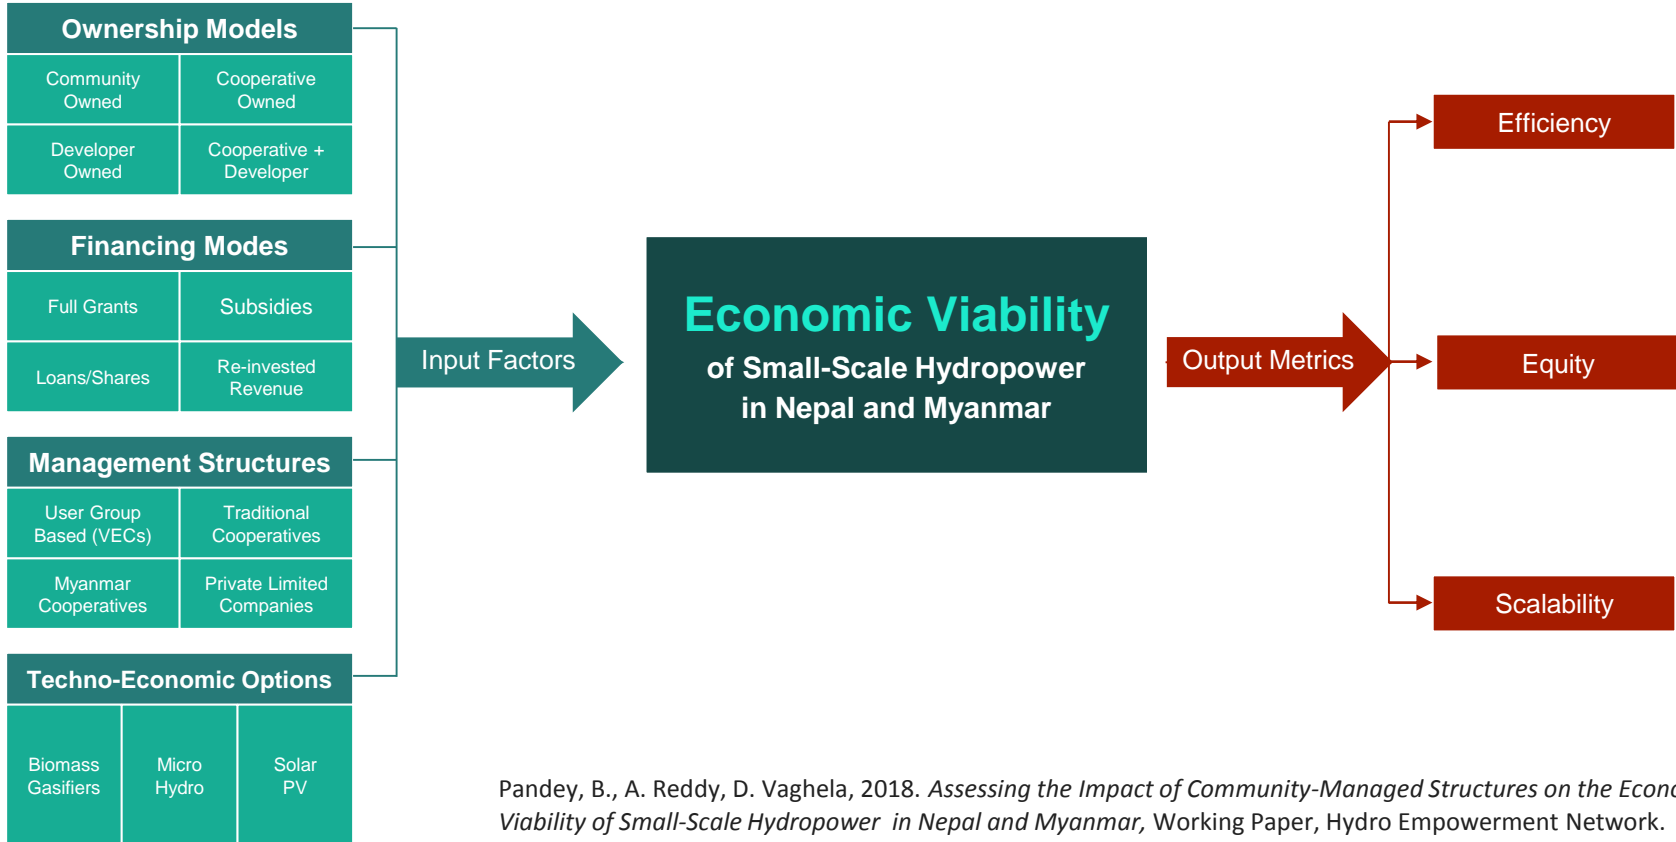 Ownership Models
Community
Owned
Cooperative
Owned
Developer
Owned
Cooperative +
Developer
Financing Modes
Full Grants
Subsidies
Loans/Shares
Re-invested
Revenue
Management Structures
User Group
Based (VECs)
Traditional
Cooperatives
Myanmar
Cooperatives
Private Limited
Companies
Techno-Economic Options
Biomass
Gasifiers
Micro
Hydro
Solar
PV
Input Factors
Economic Viability
of Small-Scale Hydropower
in Nepal and Myanmar
Output Metrics
Efficiency
Equity
Scalability
Pandey, B., A. Reddy, D. Vaghela, 2018. Assessing the Impact of Community-Managed Structures on the Econo
Viability of Small-Scale Hydropower in Nepal and Myanmar, Working Paper, Hydro Empowerment Network.